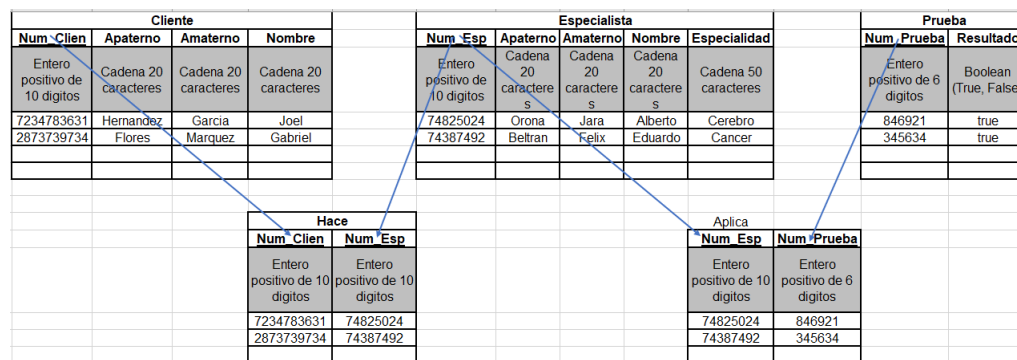 Cliente
Num_Clien Apaterno Amaterno Nombre
Entero positivo de 10 digitos
Cadena 20 caracteres
Cadena 20 caracteres
Cadena 20 caracteres
7234783631 Hernandez Garcia Joel
2873739734 Flores Marquez Gabriel
Especialista
Num_Esp Apaterno Amaterno Nombre Especialidad
Entero positivo de 10 digitos
Cadena 20 caractere s
Cadena 20 caractere s
Cadena 20 caractere s
Cadena 50 caracteres
74825024 Orona Jara Alberto Cerebro
74387492 Beltran Felix Eduardo Cancer
Prueba
Num_Prueba Resultado
Entero positivo de 6 digitos
Boolean (True, False
846921 true
345634 true
Hace
Num_Clien Num_Esp
Entero positivo de 10 digitos
Entero positivo de 10 digitos
7234783631 74825024
2873739734 74387492
Aplica
Num_Esp Num_Prueba
Entero positivo de 10 digitos
Entero positivo de 6 digitos
74825024 846921
74387492 345634